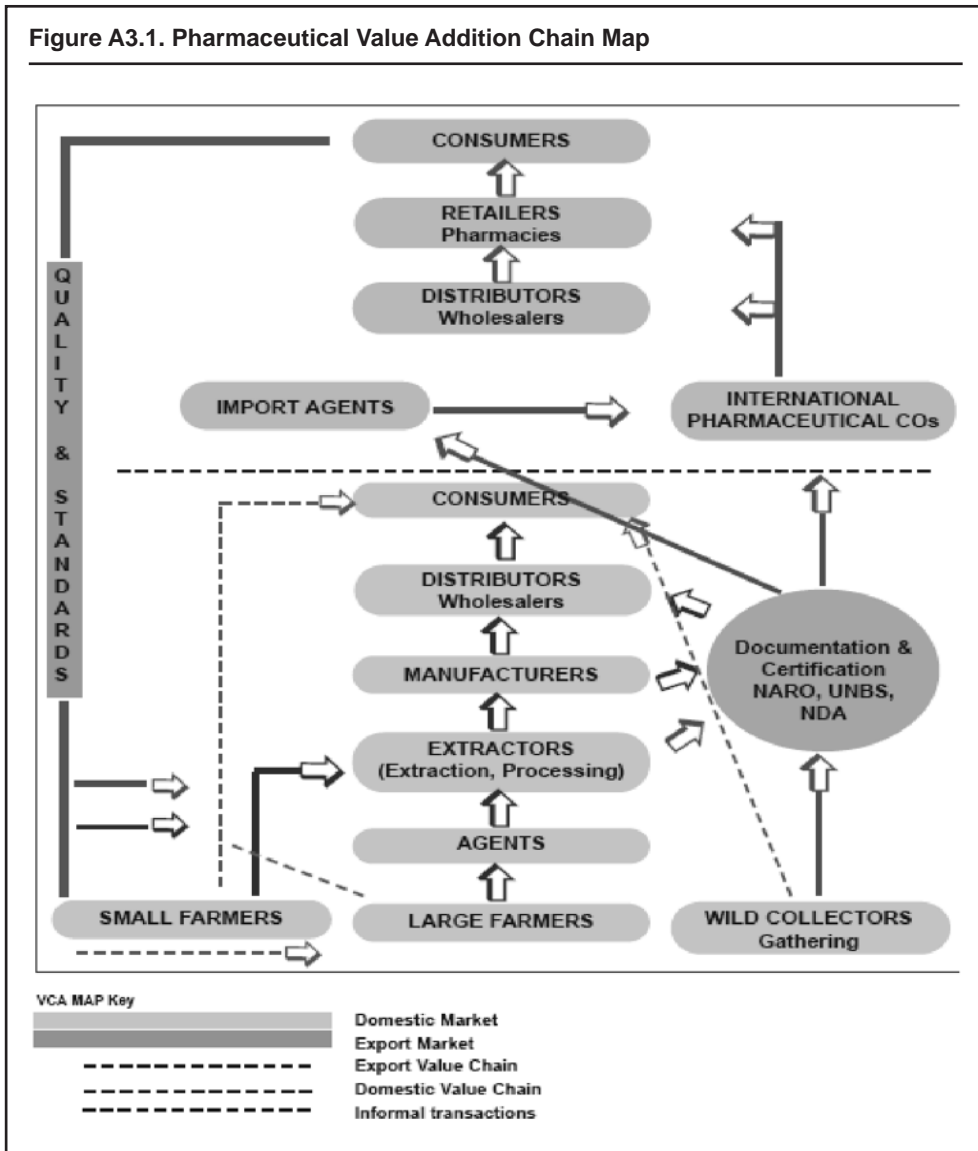 Figure A3.1. Pharmaceutical Value Addition Chain Map
CONSUMERS
RETAILERS
Pharmacies
DISTRIBUTORS
Wholesalers
QUALITY & STANDARDS
IMPORT AGENTS
INTERNATIONAL
PHARMACEUTICAL COs
CONSUMERS
DISTRIBUTORS
Wholesalers
MANUFACTURERS
Documentation &
Certification
NARO, UNBS,
NDA
EXTRACTORS
(Extraction, Processing)
AGENTS
SMALL FARMERS
LARGE FARMERS
WILD COLLECTORS
Gathering
VCA MAP Key
Domestic Market
Export Market
Export Value Chain
Domestic Value Chain
Informal transactions